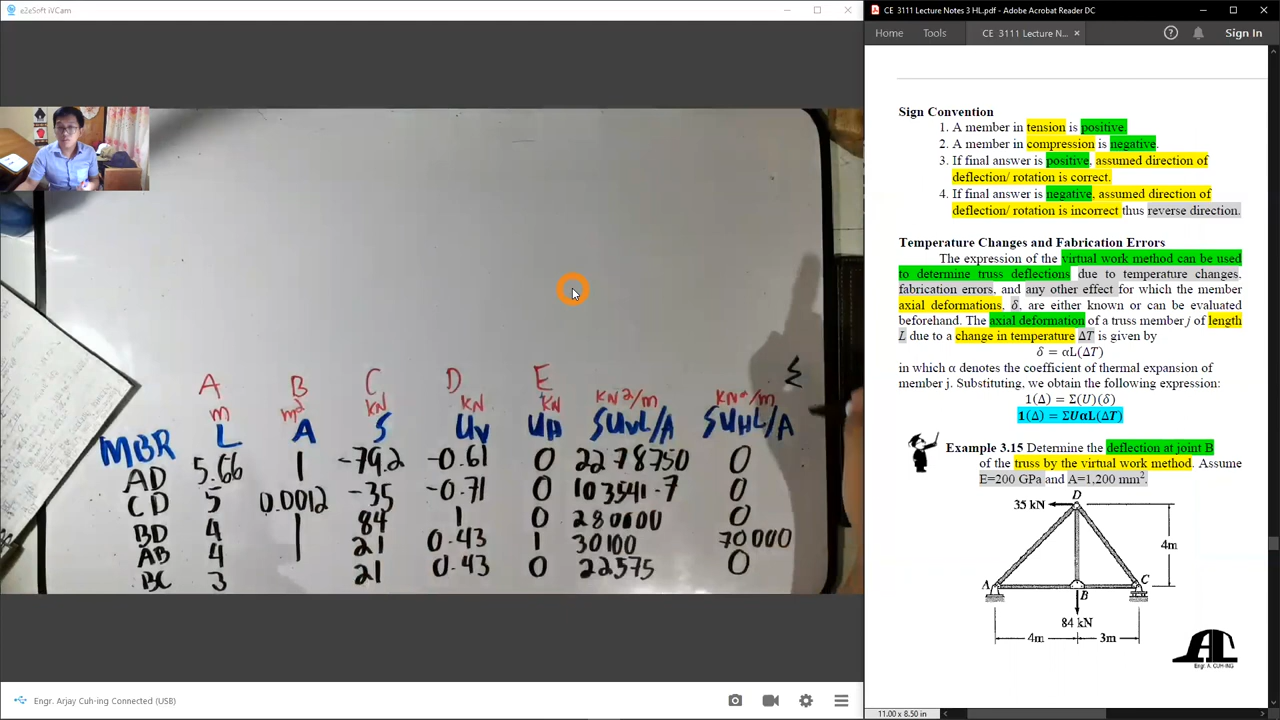 e2eSoft iVCam
CE 3111 Lecture Notes 3 HL.pdf - Adobe Acrobat Reader DC
Home Tools CE 3111 Lecture N... × Sign In
A B C D E Σ
m m² kN kN kN kN²/m kN²/m
MBR L A S Uv UH SUvL/A SUHL/A
AD 5.66 | -79.2 -0.61 0 2278750 0
CD 5 0.0012 -35 -0.71 0 103541.7 0
BD 4 | 84 1 0 280000 0
AB 4 | 21 0.43 1 30100 70000
BC 3 21 0.43 0 22575 0
Engr. Arjay Cuh-ing Connected (USB)
Sign Convention
1. A member in tension is positive.
2. A member in compression is negative.
3. If final answer is positive, assumed direction of
deflection/ rotation is correct.
4. If final answer is negative, assumed direction of
deflection/ rotation is incorrect thus reverse direction.
Temperature Changes and Fabrication Errors
The expression of the virtual work method can be used
to determine truss deflections due to temperature changes,
fabrication errors, and any other effect for which the member
axial deformations, δ, are either known or can be evaluated
beforehand. The axial deformation of a truss member j of length
L due to a change in temperature ΔT is given by
δ = αL(ΔT)
in which α denotes the coefficient of thermal expansion of
member j. Substituting, we obtain the following expression:
1(Δ) = Σ(U)(δ)
1(Δ) = ΣUαL(ΔT)
Example 3.15 Determine the deflection at joint B
of the truss by the virtual work method. Assume
E=200 GPa and A=1,200 mm².
D
35 kN
4m
A
C
B
84 kN
4m 3m
Engr. A. CUH-ING
11.00 x 8.50 in